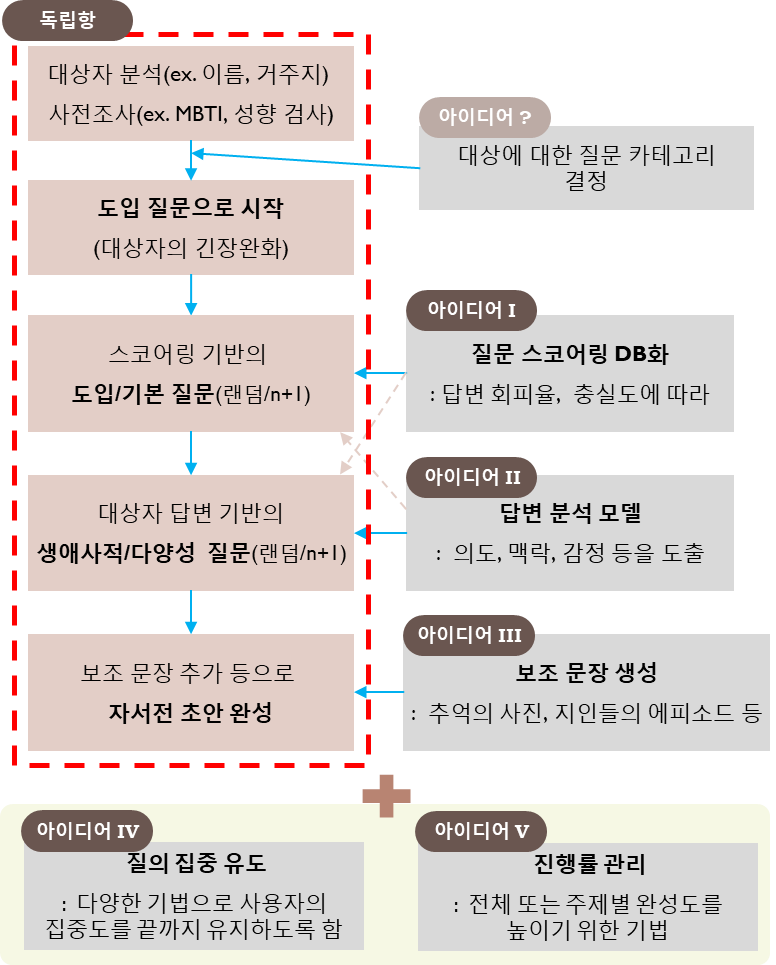 독립항
대상자 분석(ex. 이름, 거주지)
사전조사(ex. MBTI, 성향 검사)
아이디어 ?
대상에 대한 질문 카테고리
결정
도입 질문으로 시작
(대상자의 긴장완화)
아이디어 I
스코어링 기반의
도입/기본 질문(랜덤/n+1)
질문 스코어링 DB화
: 답변 회피율, 충실도에 따라
아이디어 II
대상자 답변 기반의
생애사적/다양성 질문(랜덤/n+1)
답변 분석 모델
: 의도, 맥락, 감정 등을 도출
아이디어 III
보조 문장 추가 등으로
자서전 초안 완성
보조 문장 생성
: 추억의 사진, 지인들의 에피소드 등
아이디어 IV
질의 집중 유도
: 다양한 기법으로 사용자의
집중도를 끝까지 유지하도록 함
아이디어 V
진행률 관리
: 전체 또는 주제별 완성도를
높이기 위한 기법